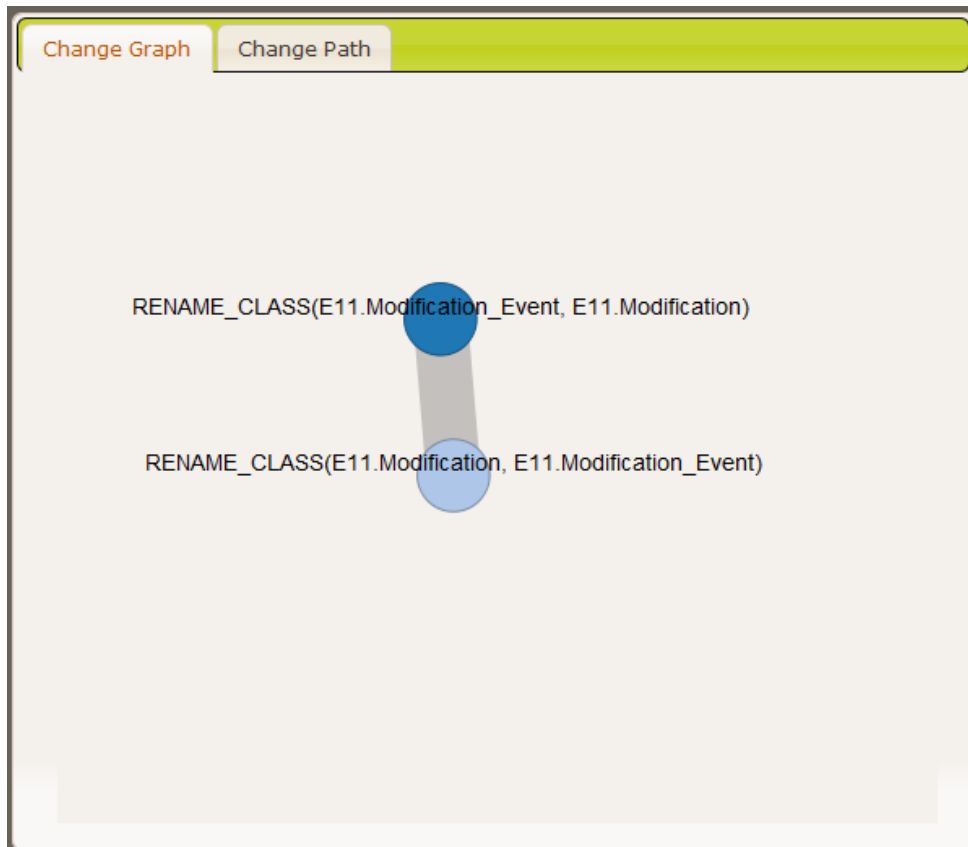 Change Graph
Change Path
RENAME_CLASS(E11.Modification_Event, E11.Modification)
RENAME_CLASS(E11.Modification, E11.Modification_Event)